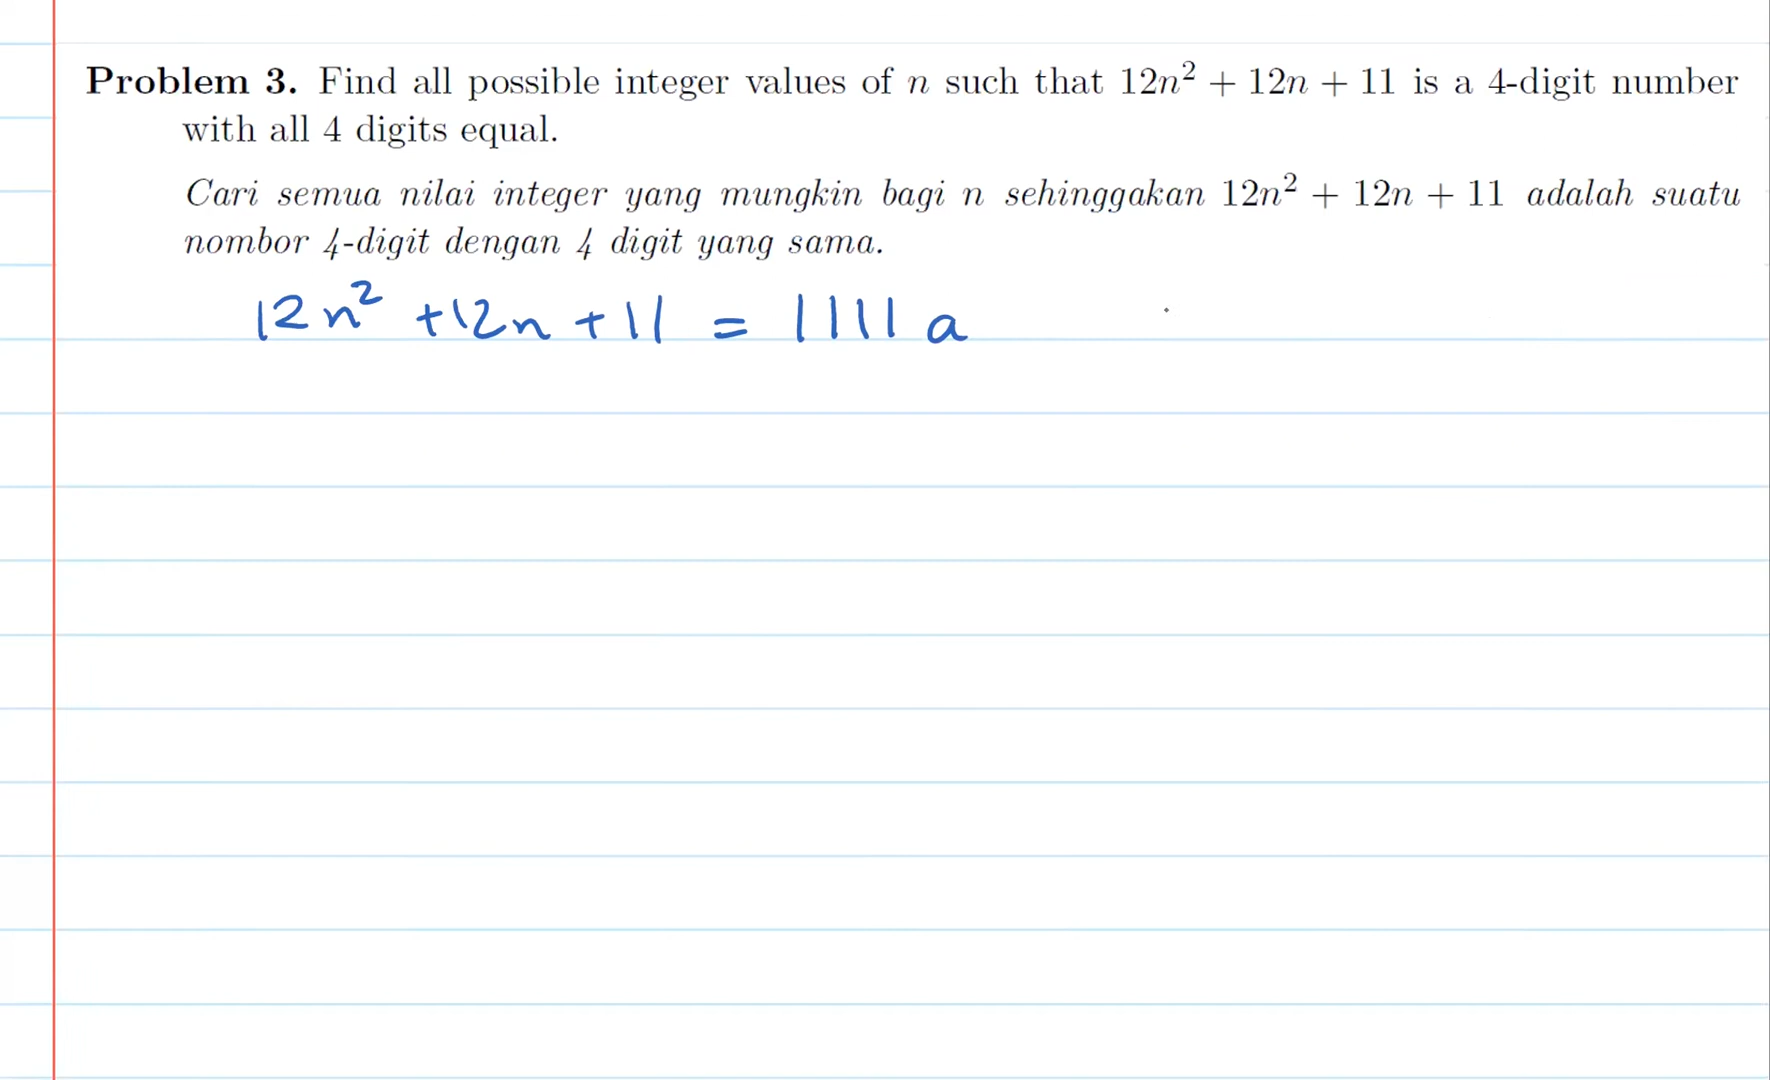 Problem 3. Find all possible integer values of n such that 12n² + 12n + 11 is a 4-digit number
with all 4 digits equal.
Cari semua nilai integer yang mungkin bagi n sehinggakan 12n² + 12n + 11 adalah suatu
nombor 4-digit dengan 4 digit yang sama.
12n² + 12n + 11 = 1111a